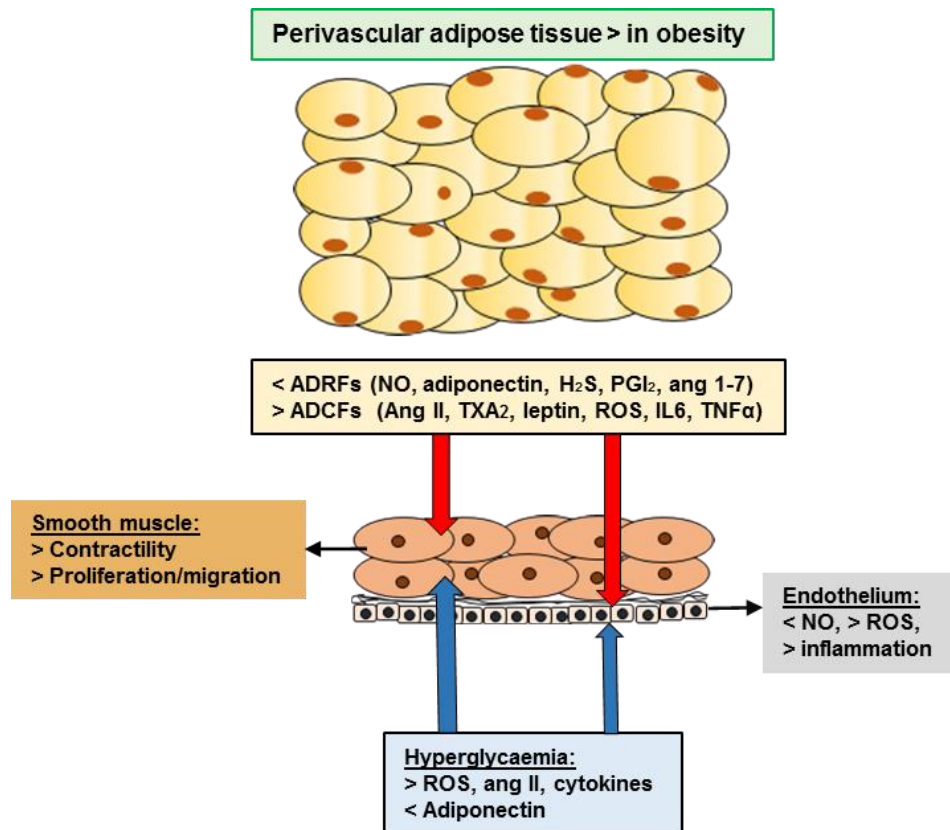 Perivascular adipose tissue > in obesity
< ADRFs (NO, adiponectin, H₂S, PGI₂, ang 1-7)
> ADCFs (Ang II, TXA2, leptin, ROS, IL6, TNFα)
Smooth muscle:
> Contractility
> Proliferation/migration
Endothelium:
< NO, > ROS,
> inflammation
Hyperglycaemia:
> ROS, ang II, cytokines
< Adiponectin